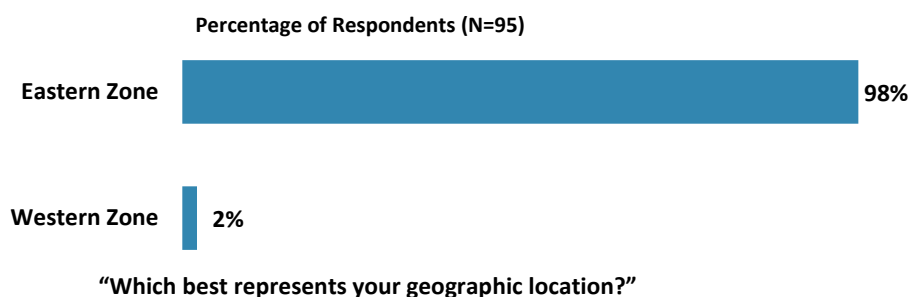 Percentage of Respondents (N=95)
Eastern Zone
98%
Western Zone
2%
“Which best represents your geographic location?”